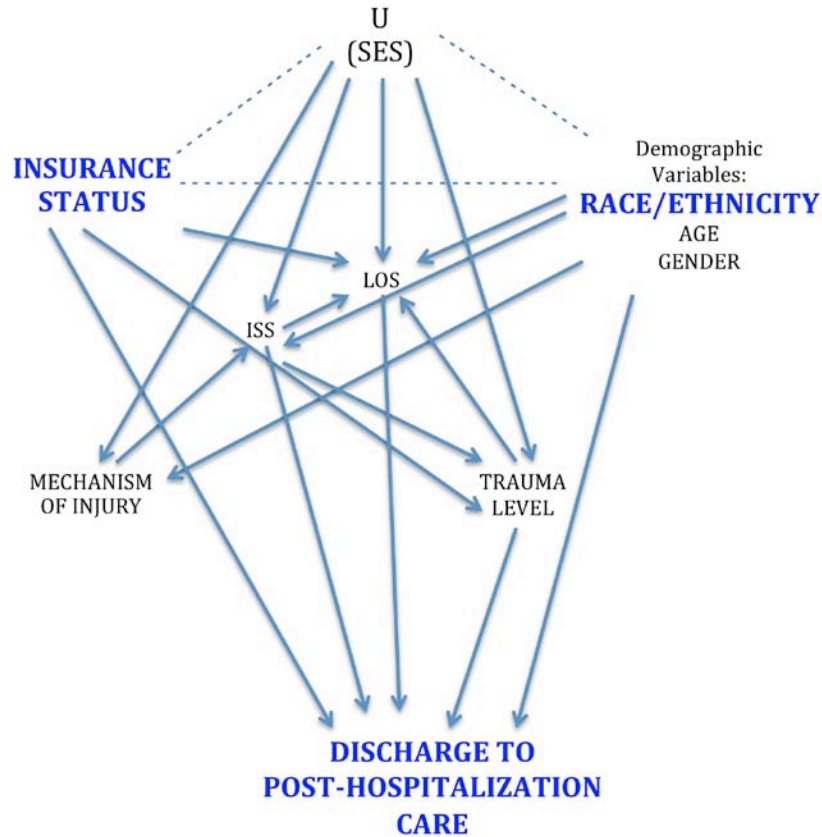 U
(SES)
INSURANCE
STATUS
Demographic
Variables:
RACE/ETHNICITY
AGE
GENDER
LOS
ISS
MECHANISM
OF INJURY
TRAUMA
LEVEL
DISCHARGE TO
POST-HOSPITALIZATION
CARE